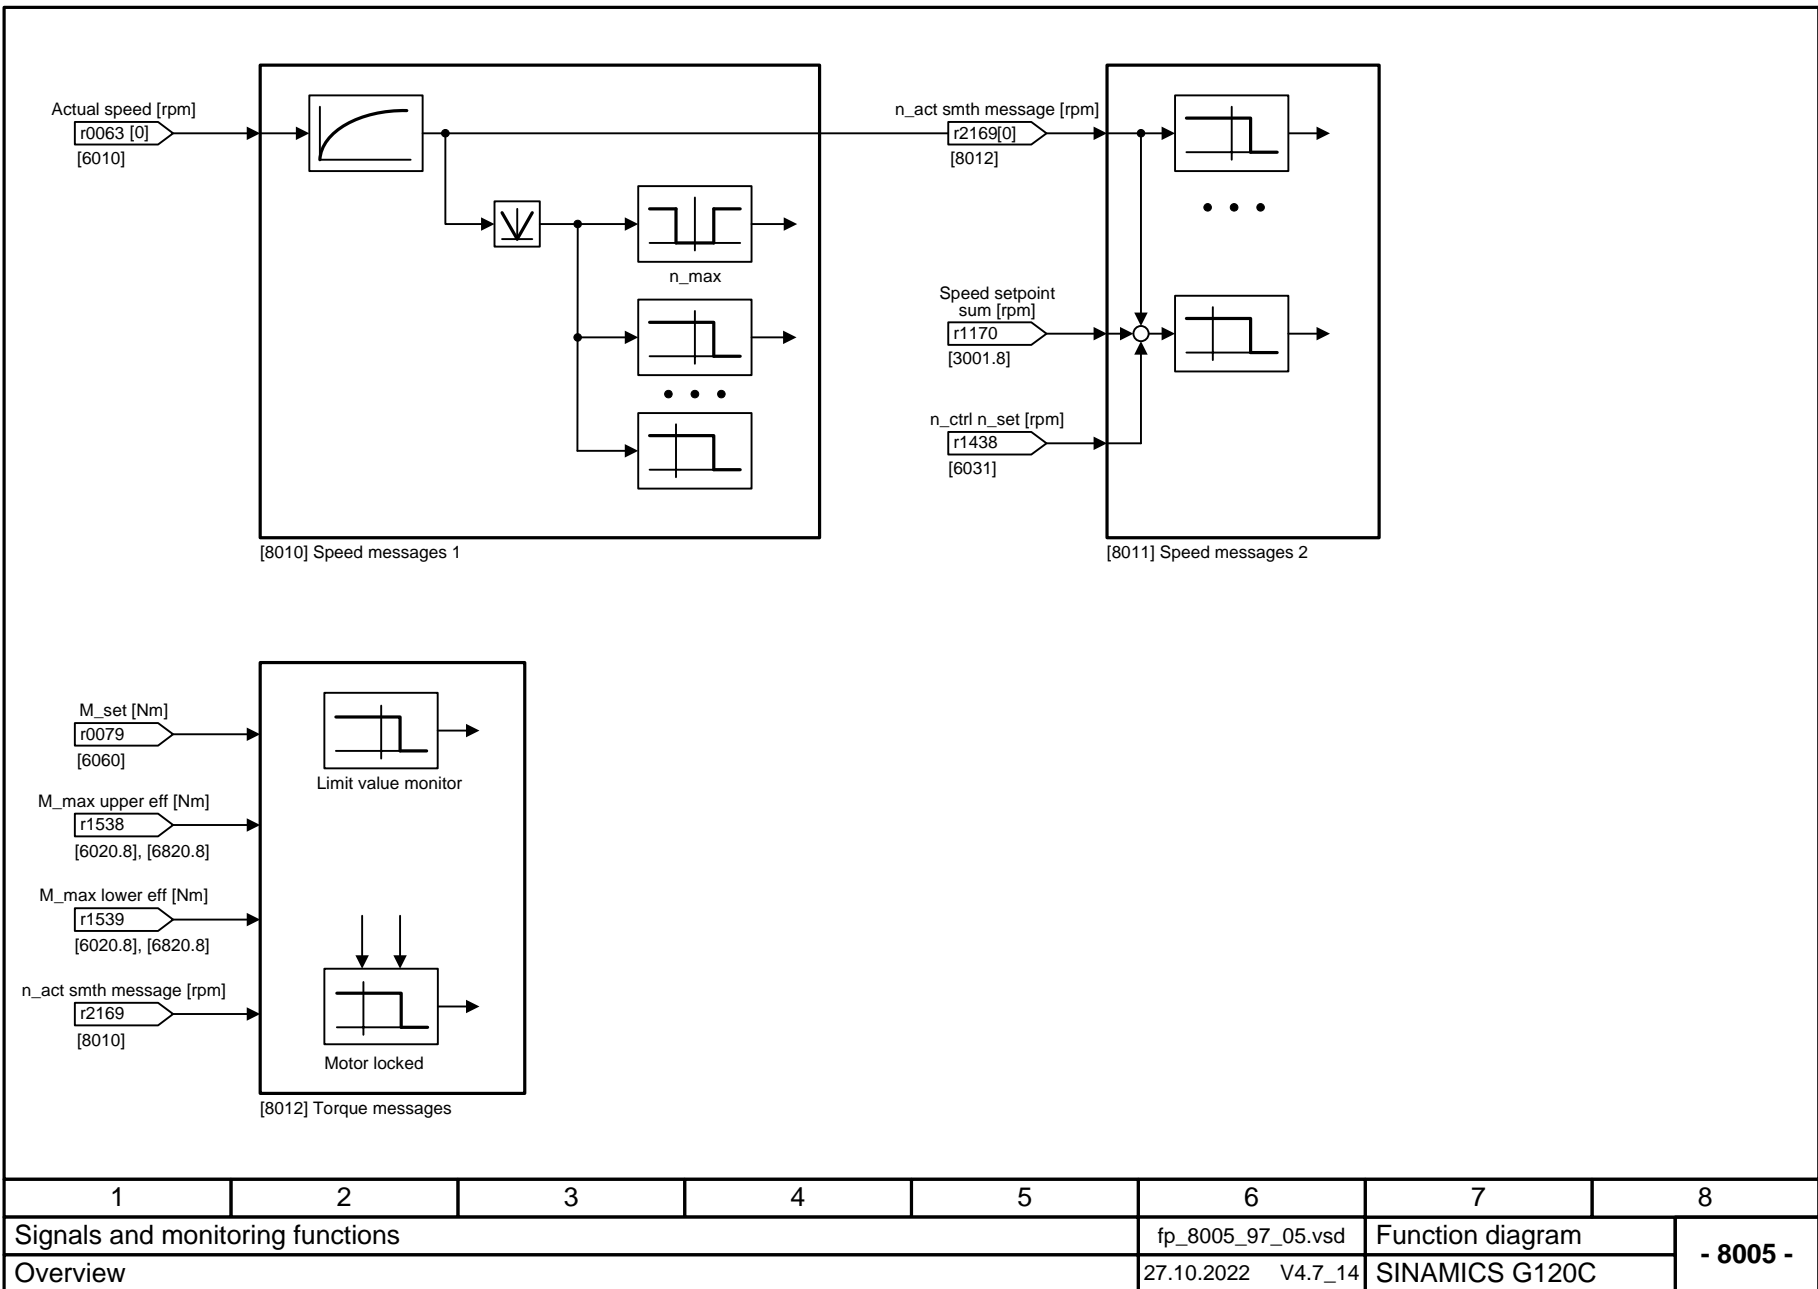 Actual speed [rpm]
r0063 [0]
[6010]
n_max
[8010] Speed messages 1
n_act smth message [rpm]
r2169[0]
[8012]
Speed setpoint
sum [rpm]
r1170
[3001.8]
n_ctrl n_set [rpm]
r1438
[6031]
[8011] Speed messages 2
M_set [Nm]
r0079
[6060]
M_max upper eff [Nm]
r1538
[6020.8], [6820.8]
M_max lower eff [Nm]
r1539
[6020.8], [6820.8]
n_act smth message [rpm]
r2169
[8010]
Limit value monitor
Motor locked
[8012] Torque messages
1 2 3 4 5 6 7 8
Signals and monitoring functions fp_8005_97_05.vsd Function diagram - 8005 -
Overview 27.10.2022 V4.7_14 SINAMICS G120C